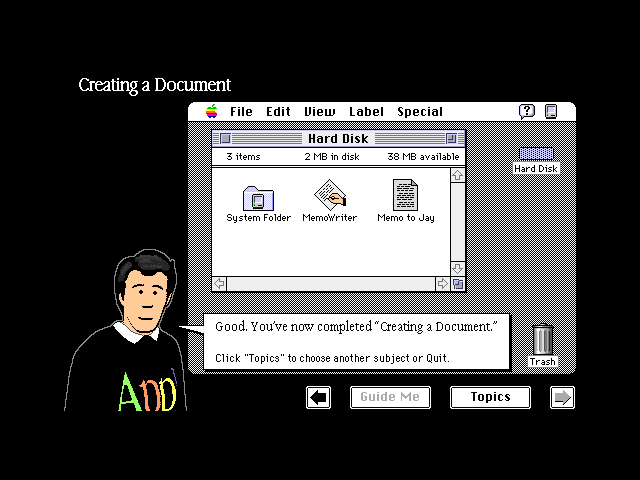 Creating a Document
File Edit View Label Special
Hard Disk
3 items 2 MB in disk 38 MB available
Hard Disk
System Folder MemoWriter Memo to Jay
Good. You've now completed "Creating a Document."
Click "Topics" to choose another subject or Quit.
Trash
Guide Me Topics